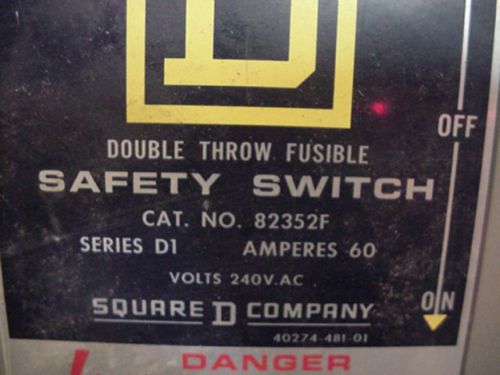 D
DOUBLE THROW FUSIBLE
OFF
SAFETY SWITCH
CAT. NO. 82352F
SERIES D1 AMPERES 60
VOLTS 240V.AC
ON
SQUARE D COMPANY
40274-481-01
DANGER